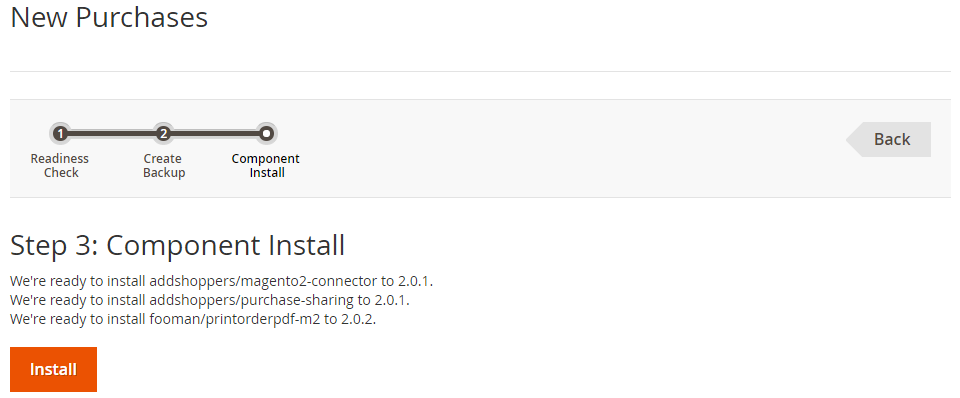 New Purchases
1
2
Readiness
Check
Create
Backup
Component
Install
Back
Step 3: Component Install
We're ready to install addshoppers/magento2-connector to 2.0.1.
We're ready to install addshoppers/purchase-sharing to 2.0.1.
We're ready to install fooman/printorderpdf-m2 to 2.0.2.
Install